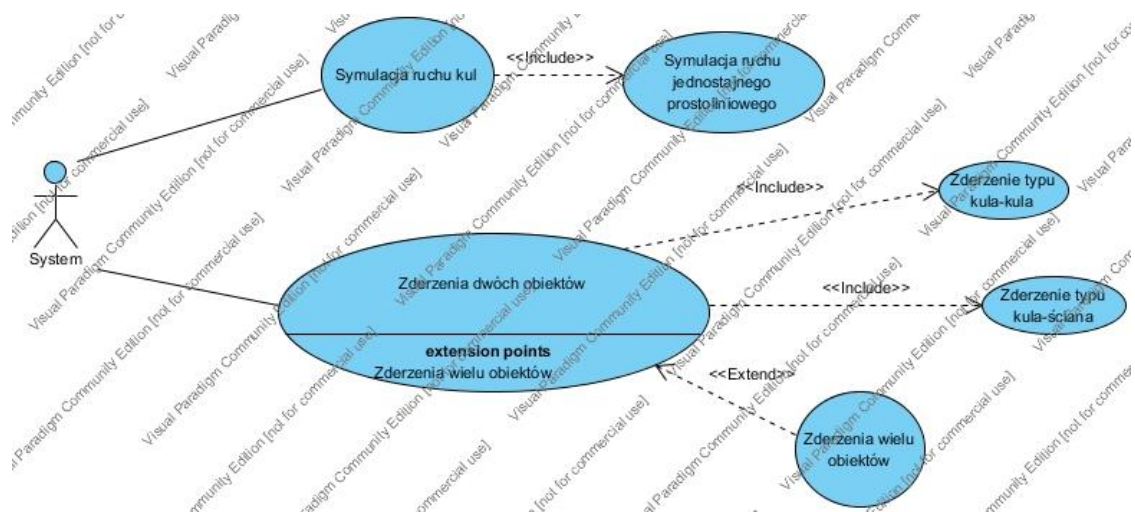 Symulacja ruchu kul
<<Include>>
Symulacja ruchu
jednostajnego
prostoliniowego
System
<<Include>>
Zderzenie typu
kula-kula
Zderzenia dwóch obiektów
<<Include>>
Zderzenie typu
kula-ściana
extension points
Zderzenia wielu obiektów
<<Extend>>
Zderzenia wielu
obiektów
Visual Paradigm Community Edition [not for commercial use]